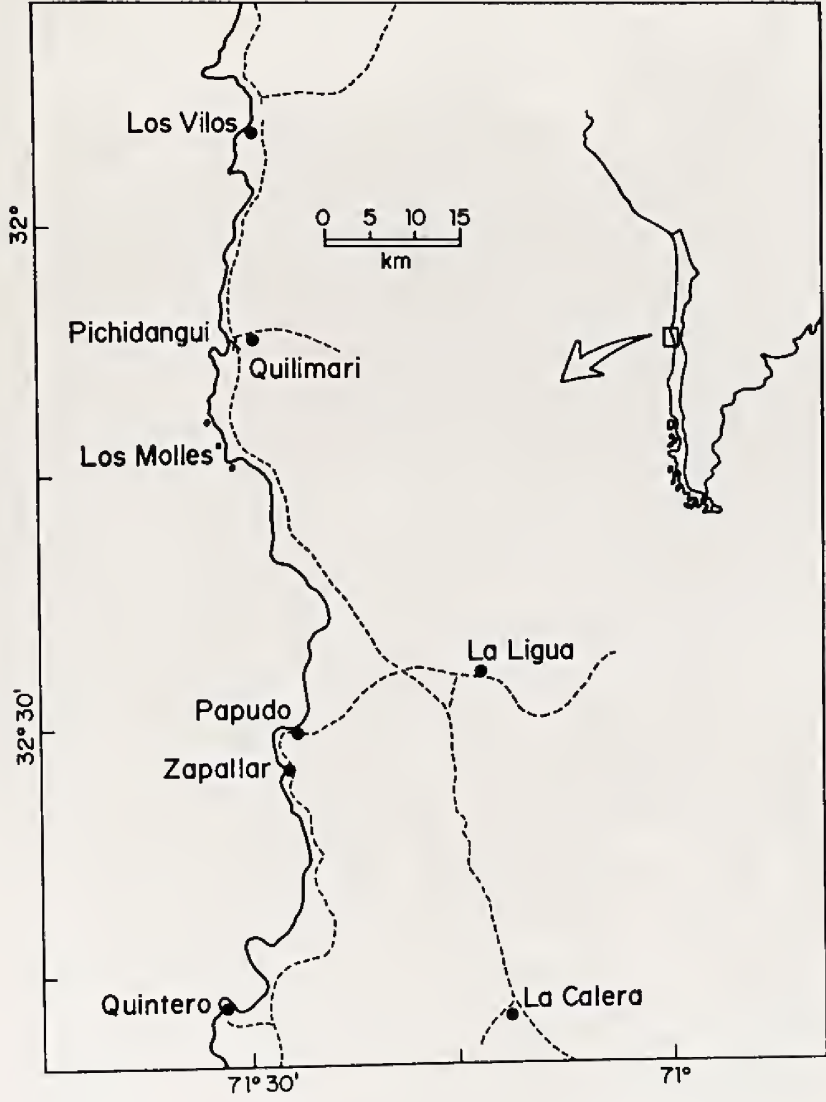 Los Vilos
32°
0 5 10 15
km
Pichidangui
Quilimari
Los Molles
La Ligua
Papudo
32° 30'
Zapallar
Quintero
La Calera
71° 30'
71°